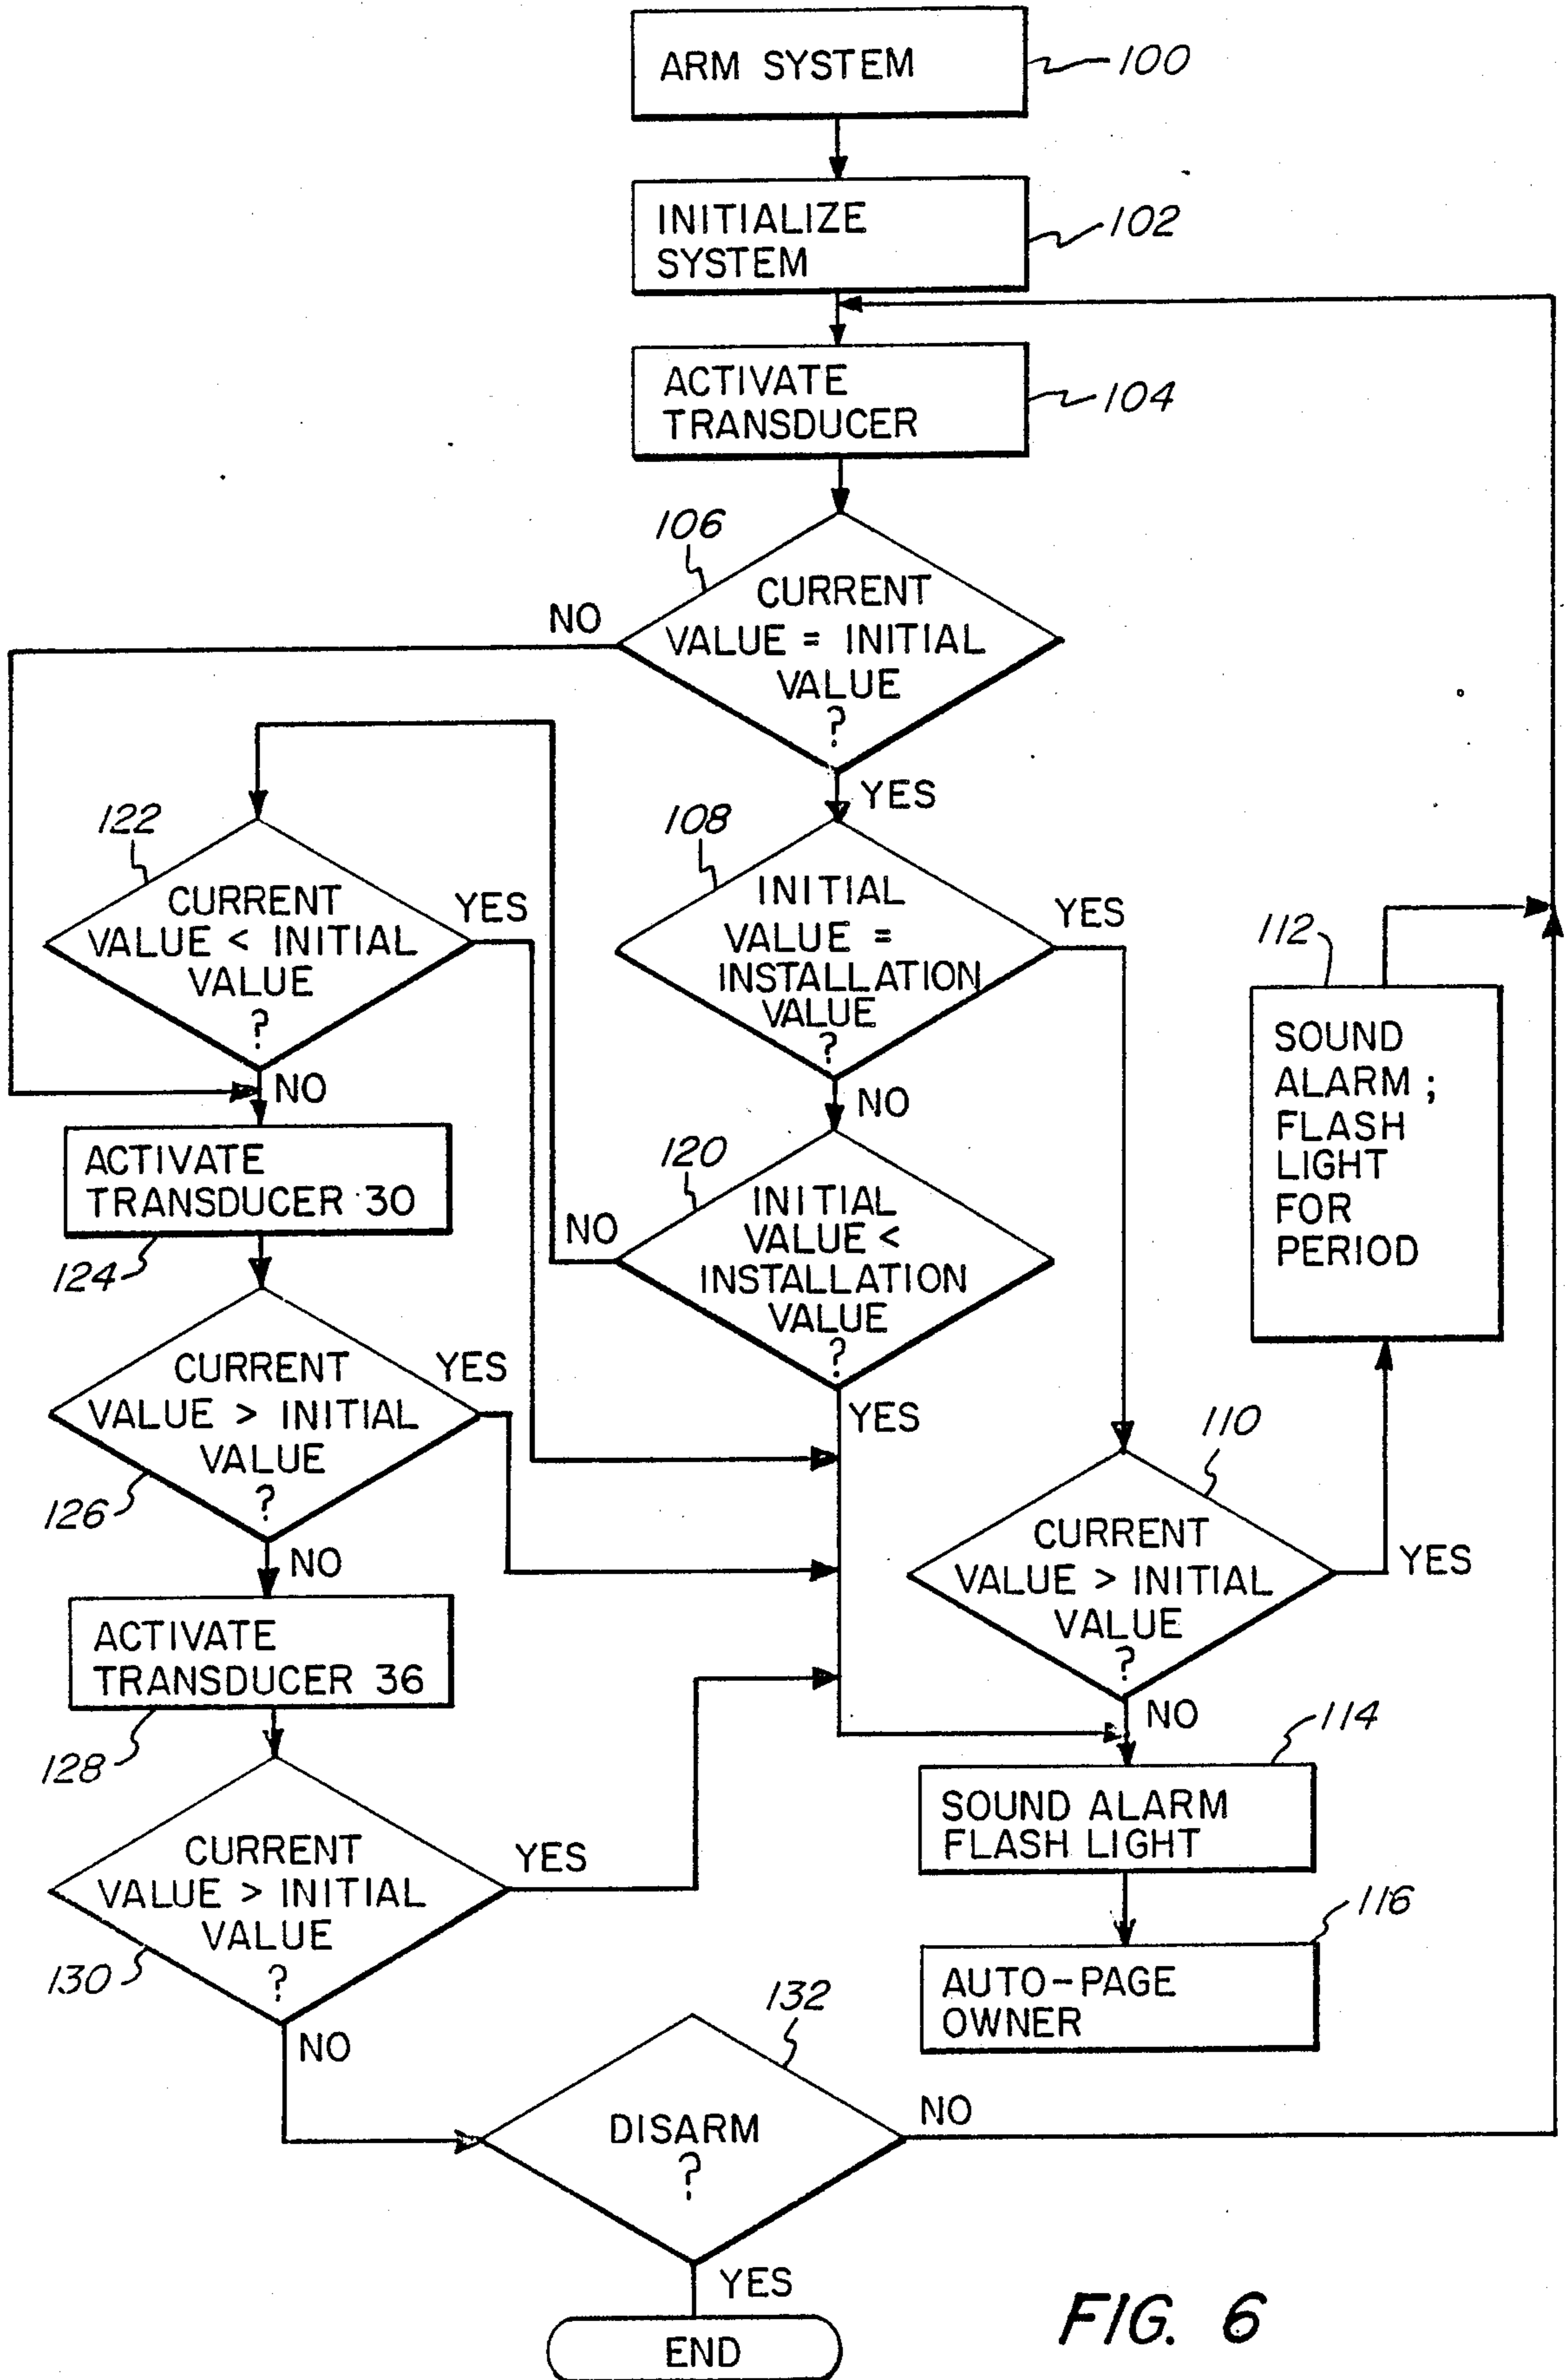 ARM SYSTEM
100
INITIALIZE
SYSTEM
102
ACTIVATE
TRANSDUCER
104
106
CURRENT
VALUE = INITIAL
VALUE
?
NO
YES
122
CURRENT
VALUE < INITIAL
VALUE
?
YES
NO
108
INITIAL
VALUE =
INSTALLATION
VALUE
?
YES
NO
112
SOUND
ALARM ;
FLASH
LIGHT
FOR
PERIOD
ACTIVATE
TRANSDUCER 30
124
120
INITIAL
VALUE <
INSTALLATION
VALUE
?
NO
YES
126
CURRENT
VALUE > INITIAL
VALUE
?
YES
NO
110
CURRENT
VALUE > INITIAL
VALUE
?
YES
NO
ACTIVATE
TRANSDUCER 36
128
114
SOUND ALARM
FLASH LIGHT
130
CURRENT
VALUE > INITIAL
VALUE
?
YES
NO
116
AUTO-PAGE
OWNER
132
DISARM
?
NO
YES
END
FIG. 6